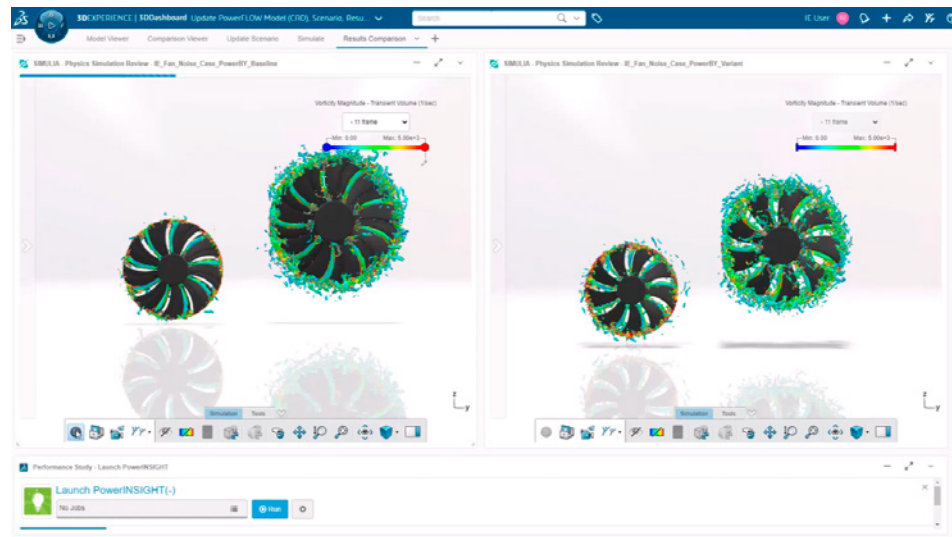 3DEXPERIENCE | 3DDashboard Update PowerFLOW Model (CAD), Scenario, Resu...
Search
IE User
Model Viewer
Comparison Viewer
Update Scenario
Simulate
Results Comparison
SIMULIA - Physics Simulation Review - IE_Fan_Noise_Case_PowerBY_Baseline
SIMULIA - Physics Simulation Review - IE_Fan_Noise_Case_PowerBY_Variant
Vorticity Magnitude - Transient Volume (1/sec)
- 11 frame
Min: 0.00 Max: 5.00e+3
Vorticity Magnitude - Transient Volume (1/sec)
- 11 frame
Min: 0.00 Max: 5.00e+3
z
y
z
y
Simulation Tools
Simulation Tools
Performance Study - Launch PowerINSIGHT
Launch PowerINSIGHT(-)
No Jobs
Run